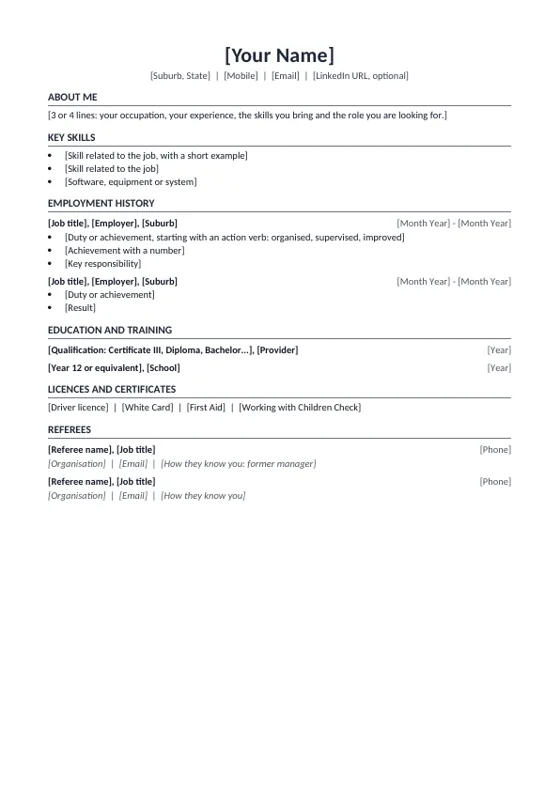 [Your Name]
[Suburb, State] | [Mobile] | [Email] | [LinkedIn URL, optional]
ABOUT ME
[3 or 4 lines: your occupation, your experience, the skills you bring and the role you are looking for.]
KEY SKILLS
• [Skill related to the job, with a short example]
• [Skill related to the job]
• [Software, equipment or system]
EMPLOYMENT HISTORY
[Job title], [Employer], [Suburb] [Month Year] - [Month Year]
• [Duty or achievement, starting with an action verb: organised, supervised, improved]
• [Achievement with a number]
• [Key responsibility]
[Job title], [Employer], [Suburb] [Month Year] - [Month Year]
• [Duty or achievement]
• [Result]
EDUCATION AND TRAINING
[Qualification: Certificate III, Diploma, Bachelor...], [Provider] [Year]
[Year 12 or equivalent], [School] [Year]
LICENCES AND CERTIFICATES
[Driver licence] | [White Card] | [First Aid] | [Working with Children Check]
REFEREES
[Referee name], [Job title] [Phone]
[Organisation] | [Email] | [How they know you: former manager]
[Referee name], [Job title] [Phone]
[Organisation] | [Email] | [How they know you]